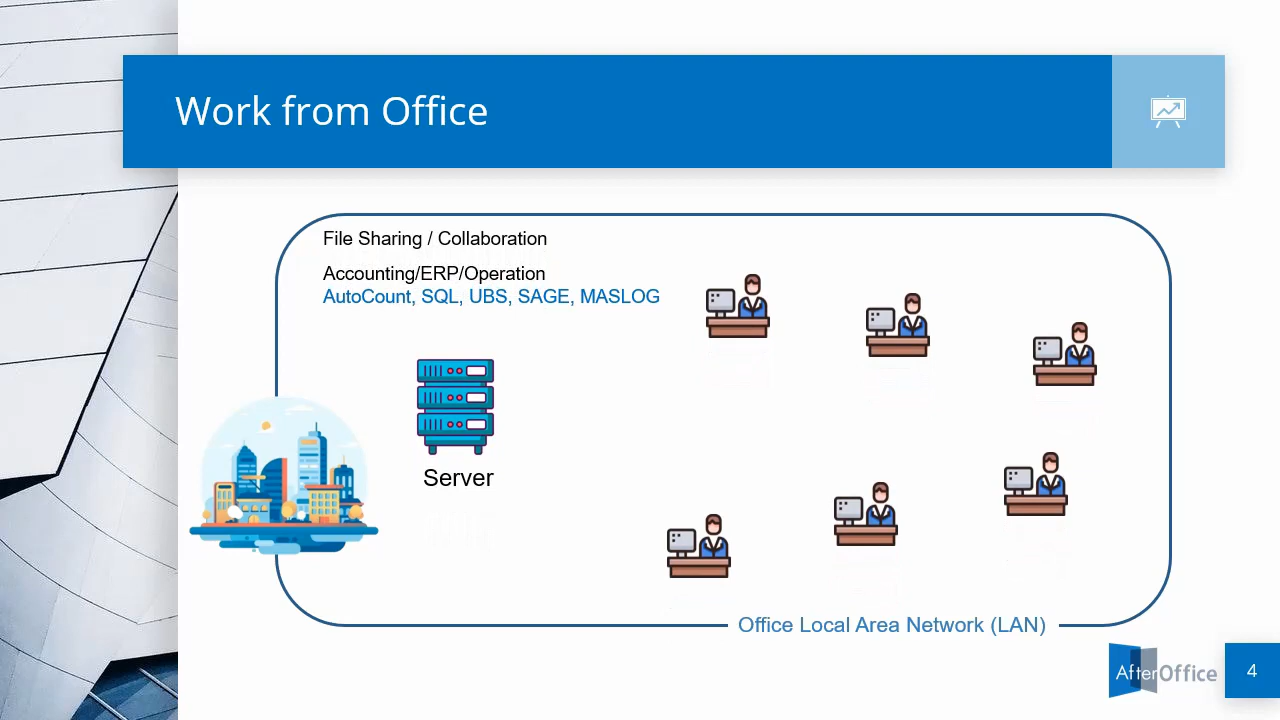 Work from Office
File Sharing / Collaboration
Accounting/ERP/Operation
AutoCount, SQL, UBS, SAGE, MASLOG
Server
Office Local Area Network (LAN)
AfterOffice
4